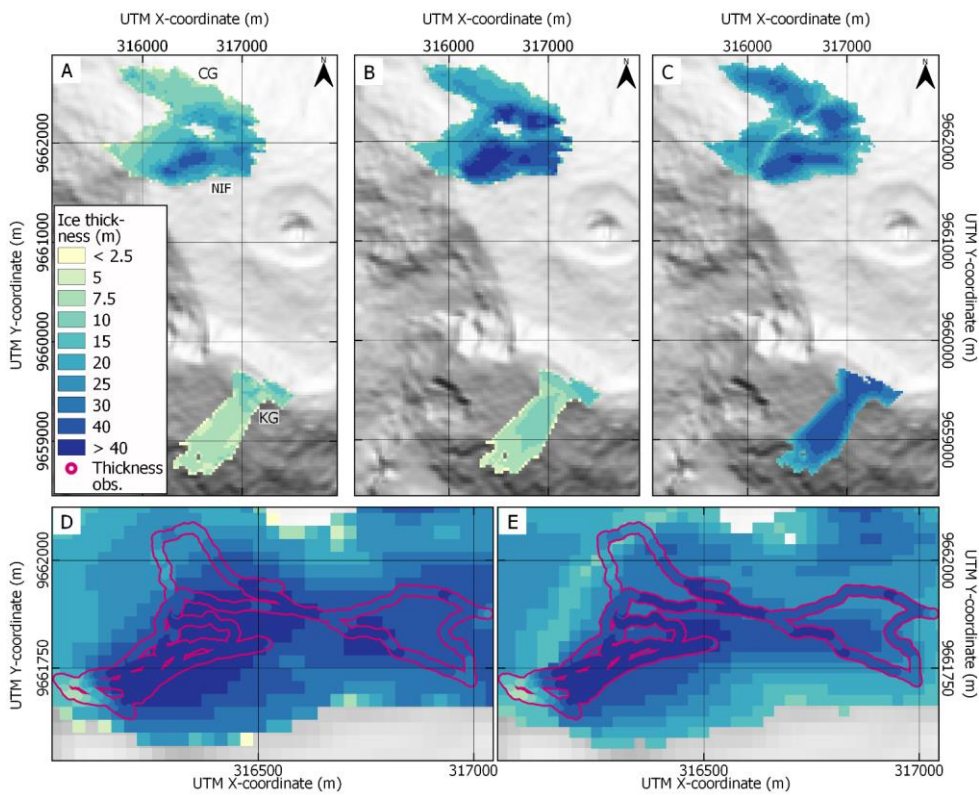 UTM X-coordinate (m) UTM X-coordinate (m) UTM X-coordinate (m)
316000 317000 316000 317000 316000 317000
A CG N B N C N
9662000 9662000
NIF
Ice thick-
ness (m)
< 2.5
5
7.5
10
15
20
25
30
40
> 40
Thickness
obs.
UTM Y-coordinate (m) UTM Y-coordinate (m)
9661000 9661000
9660000 9660000
9659000 9659000
KG
D E
UTM Y-coordinate (m) UTM Y-coordinate (m)
9662000 9662000
9661750 9661750
316500 317000 316500 317000
UTM X-coordinate (m) UTM X-coordinate (m)